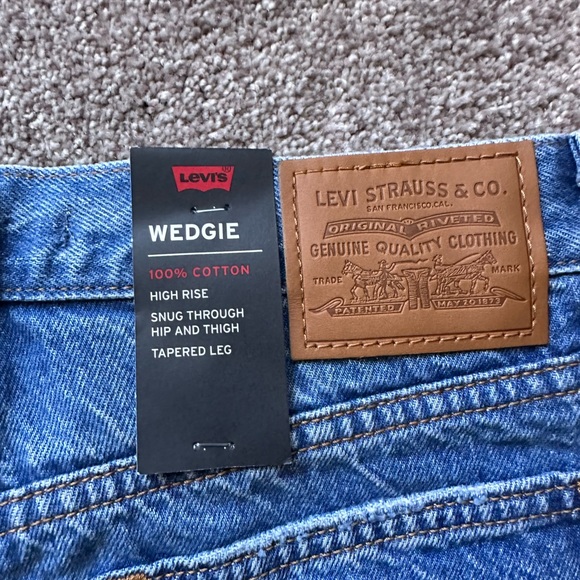 Levi's®
WEDGIE
100% COTTON
HIGH RISE
SNUG THROUGH
HIP AND THIGH
TAPERED LEG
LEVI STRAUSS & CO.
SAN FRANCISCO,CAL.
ORIGINAL RIVETED
GENUINE QUALITY CLOTHING
TRADE MARK
PATENTED MAY 20 1873